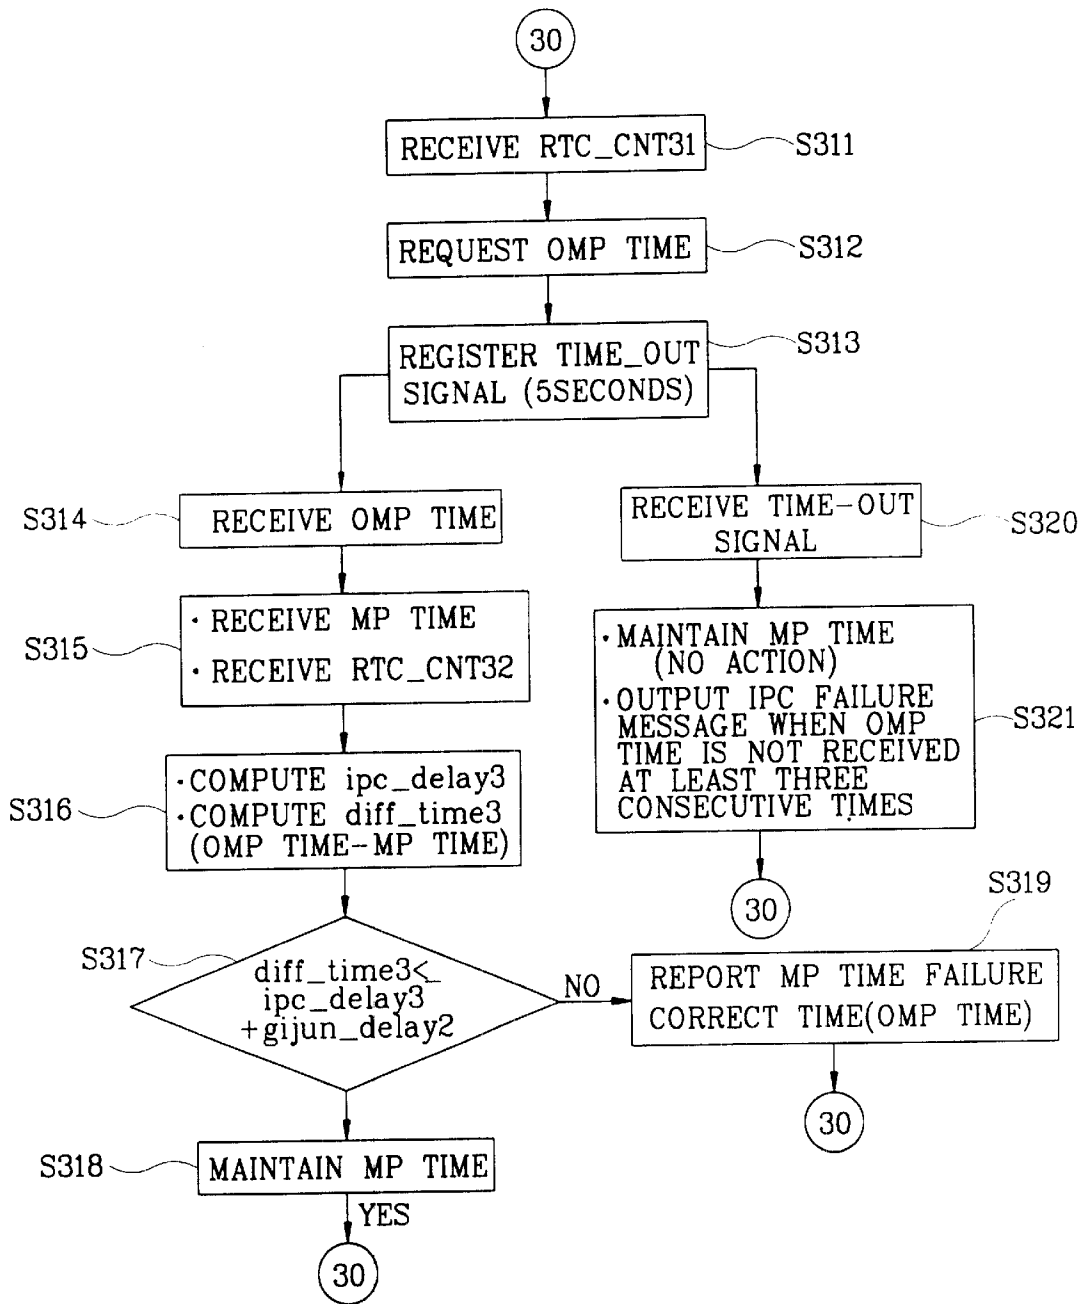 30
RECEIVE RTC_CNT31
S311
REQUEST OMP TIME
S312
REGISTER TIME_OUT
SIGNAL (5SECONDS)
S313
S314
RECEIVE OMP TIME
RECEIVE TIME-OUT
SIGNAL
S320
S315
· RECEIVE MP TIME
· RECEIVE RTC_CNT32
· MAINTAIN MP TIME
(NO ACTION)
· OUTPUT IPC FAILURE
MESSAGE WHEN OMP
TIME IS NOT RECEIVED
AT LEAST THREE
CONSECUTIVE TIMES
S321
30
S316
· COMPUTE ipc_delay3
· COMPUTE diff_time3
(OMP TIME-MP TIME)
S317
diff_time3≤
ipc_delay3
+gijun_delay2
NO
S319
REPORT MP TIME FAILURE
CORRECT TIME(OMP TIME)
30
S318
MAINTAIN MP TIME
YES
30